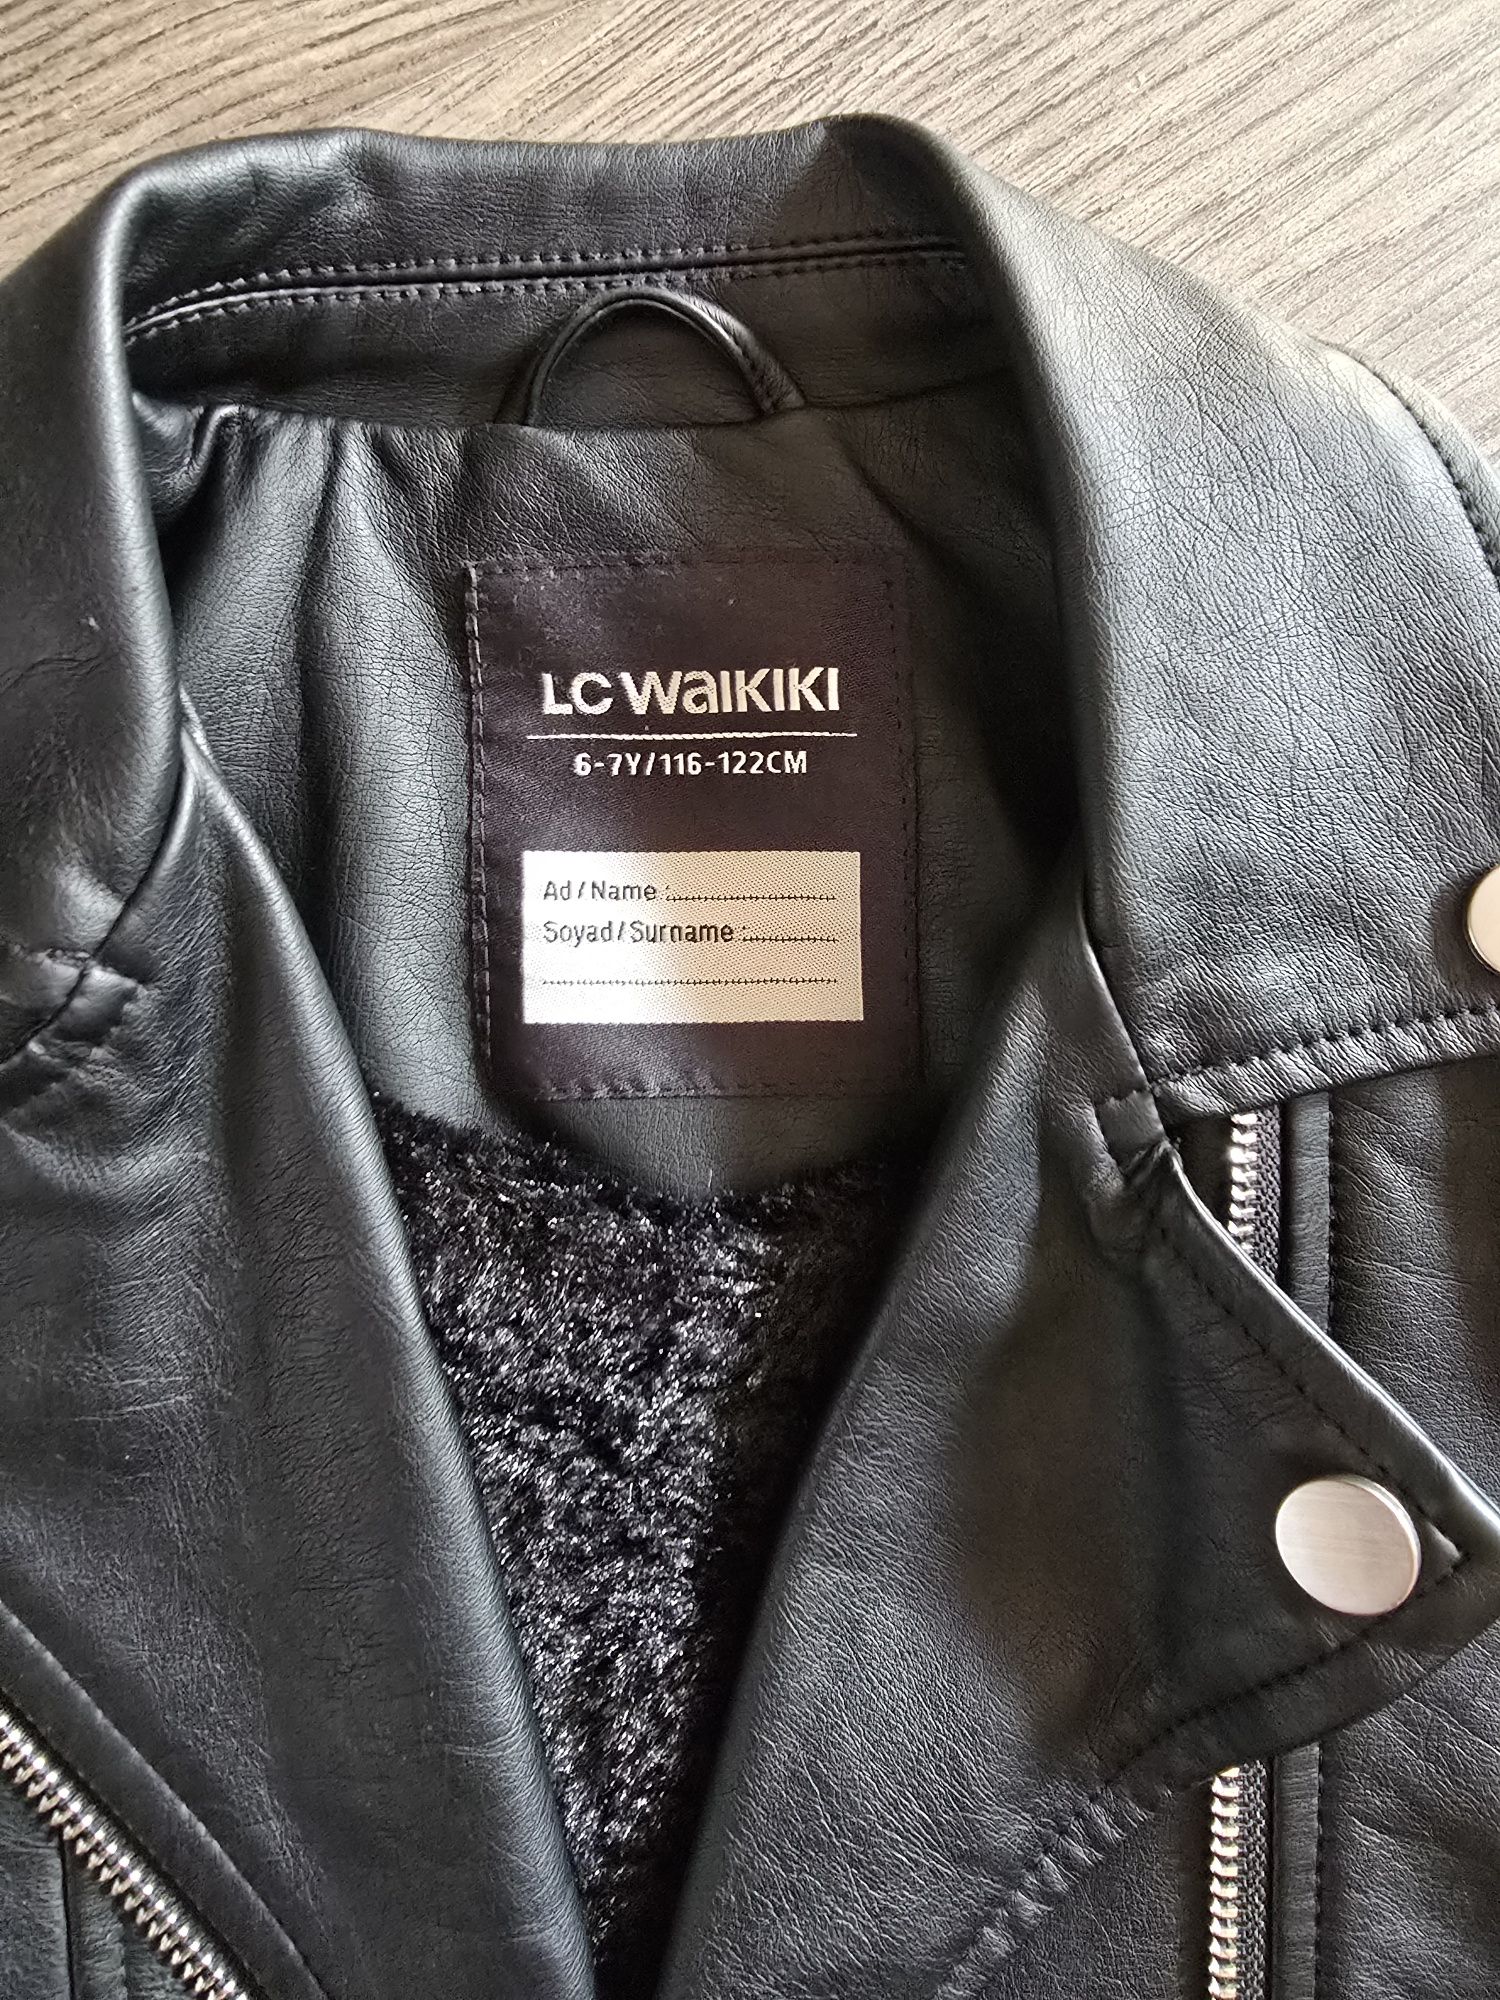 LC WAIKIKI
6-7Y/116-122CM
Ad/Name :
Soyad/Surname :